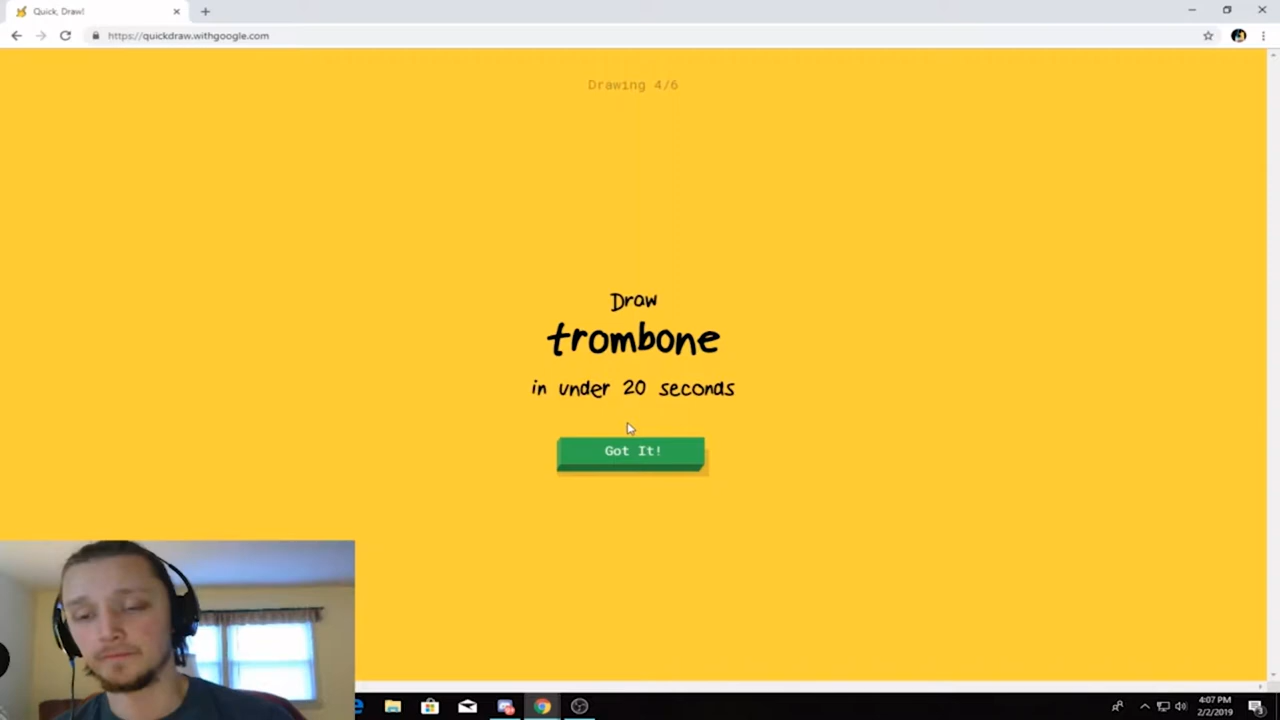 Quick, Draw!
https://quickdraw.withgoogle.com
Drawing 4/6
Draw
trombone
in under 20 seconds
Got It!
4:07 PM
2/2/2019